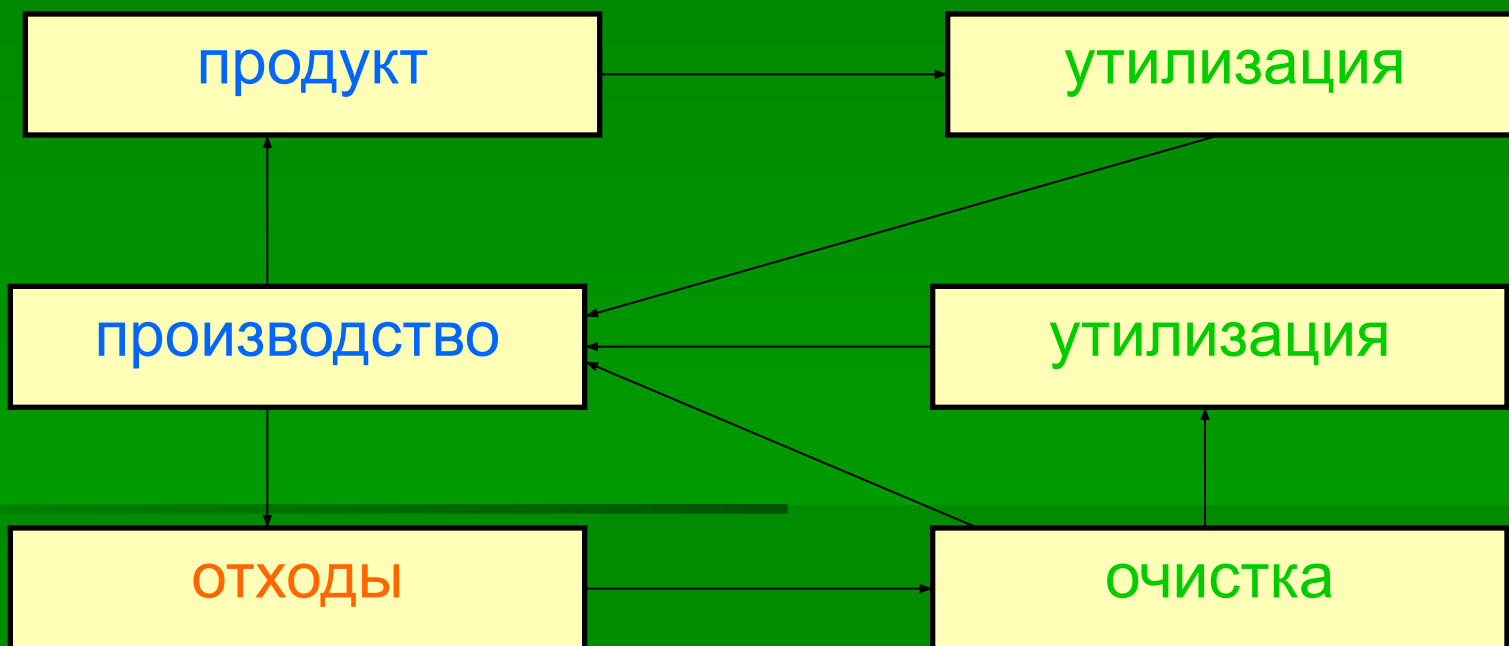 продукт
утилизация
производство
утилизация
отходы
очистка